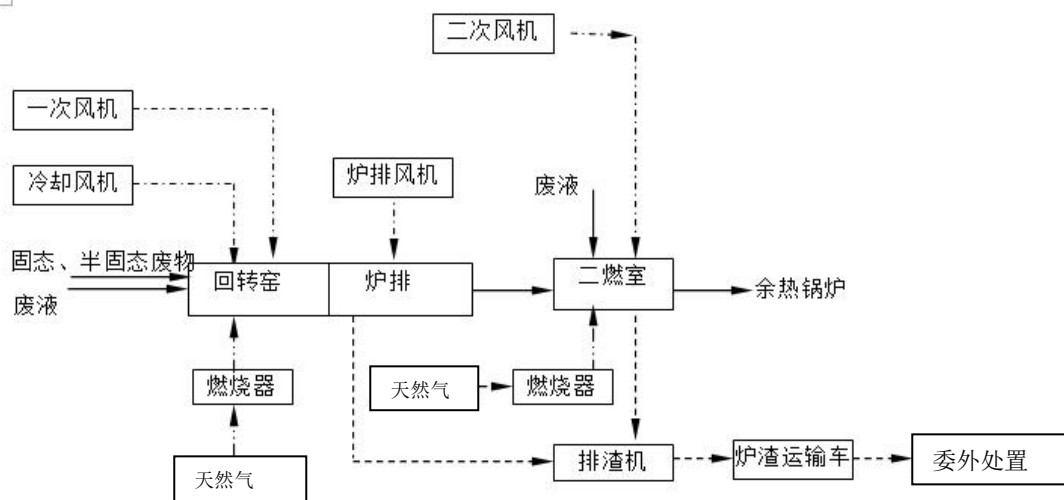 二次风机
一次风机
冷却风机
炉排风机
废液
固态、半固态废物
废液
回转窑
炉排
二燃室
余热锅炉
燃烧器
天然气
燃烧器
天然气
排渣机
炉渣运输车
委外处置